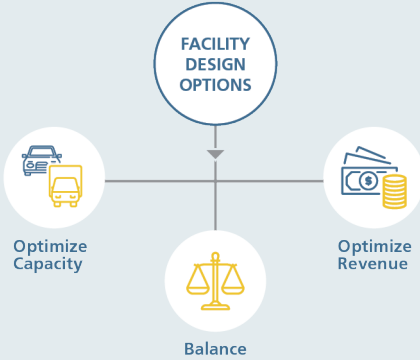 FACILITY
DESIGN
OPTIONS
Optimize
Capacity
Optimize
Revenue
Balance